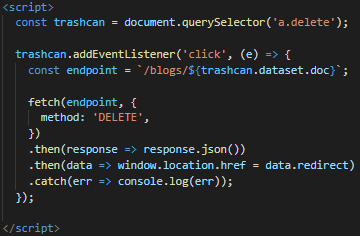 <script>
const trashcan = document.querySelector('a.delete');
trashcan.addEventListener('click', (e) => {
const endpoint = `/blogs/${trashcan.dataset.doc}`;
fetch(endpoint, {
method: 'DELETE',
})
.then(response => response.json())
.then(data => window.location.href = data.redirect)
.catch(err => console.log(err));
});
</script>